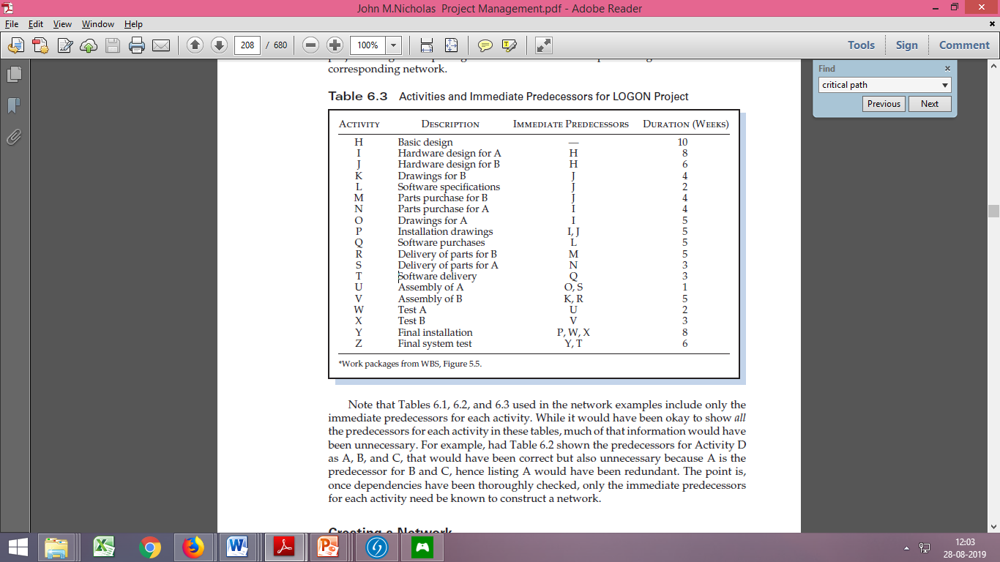 John M.Nicholas Project Management.pdf - Adobe Reader
File Edit View Window Help
208 / 680 100% Tools Sign Comment
Find
critical path
Previous Next
corresponding network.
Table 6.3 Activities and Immediate Predecessors for LOGON Project
ACTIVITY DESCRIPTION IMMEDIATE PREDECESSORS DURATION (WEEKS)
H Basic design — 10
I Hardware design for A H 8
J Hardware design for B H 6
K Drawings for B J 4
L Software specifications J 2
M Parts purchase for B J 4
N Parts purchase for A I 4
O Drawings for A I 5
P Installation drawings I, J 5
Q Software purchases L 5
R Delivery of parts for B M 5
S Delivery of parts for A N 3
T Software delivery Q 3
U Assembly of A O, S 1
V Assembly of B K, R 5
W Test A U 2
X Test B V 3
Y Final installation P, W, X 8
Z Final system test Y, T 6
*Work packages from WBS, Figure 5.5.
Note that Tables 6.1, 6.2, and 6.3 used in the network examples include only the
immediate predecessors for each activity. While it would have been okay to show all
the predecessors for each activity in these tables, much of that information would have
been unnecessary. For example, had Table 6.2 shown the predecessors for Activity D
as A, B, and C, that would have been correct but also unnecessary because A is the
predecessor for B and C, hence listing A would have been redundant. The point is,
once dependencies have been thoroughly checked, only the immediate predecessors
for each activity need be known to construct a network.
Creating a Network
12:03
28-08-2019